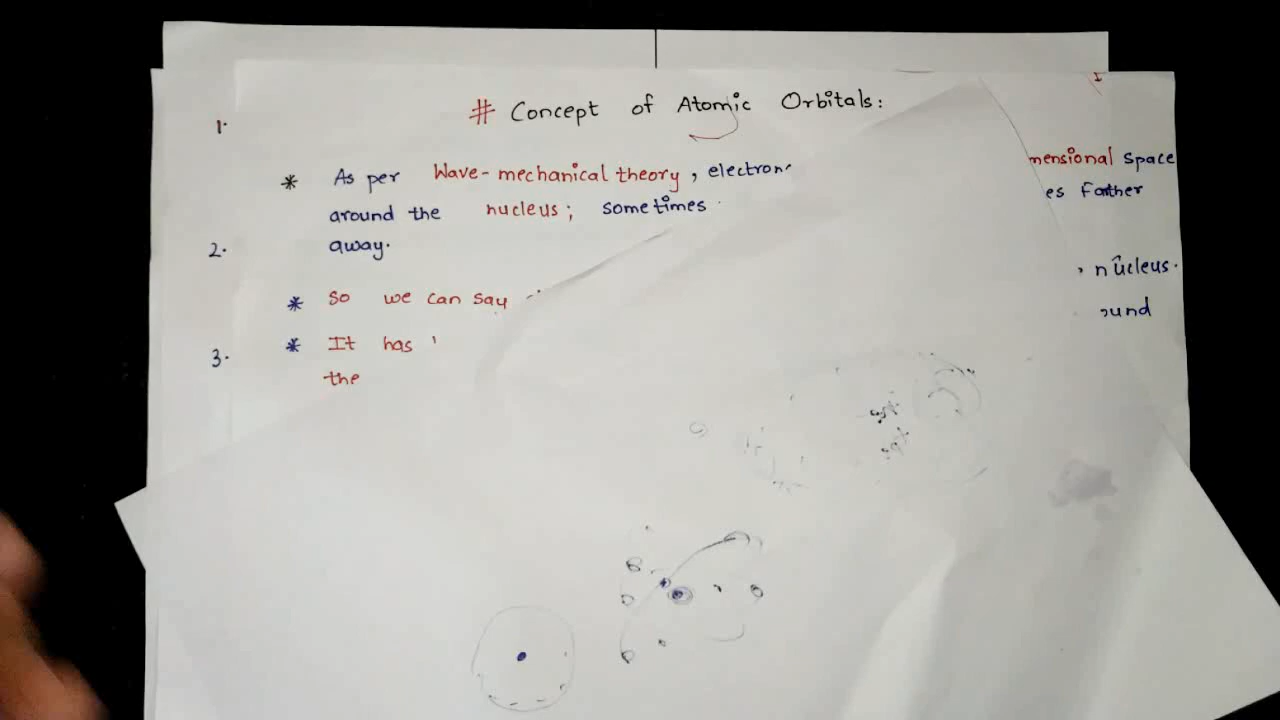 # Concept of Atomic Orbitals:
1.
* As per Wave-mechanical theory, electron mensional space
around the nucleus; sometimes es farther
2. away.
nucleus.
* So we can say ound
3. * It has
the